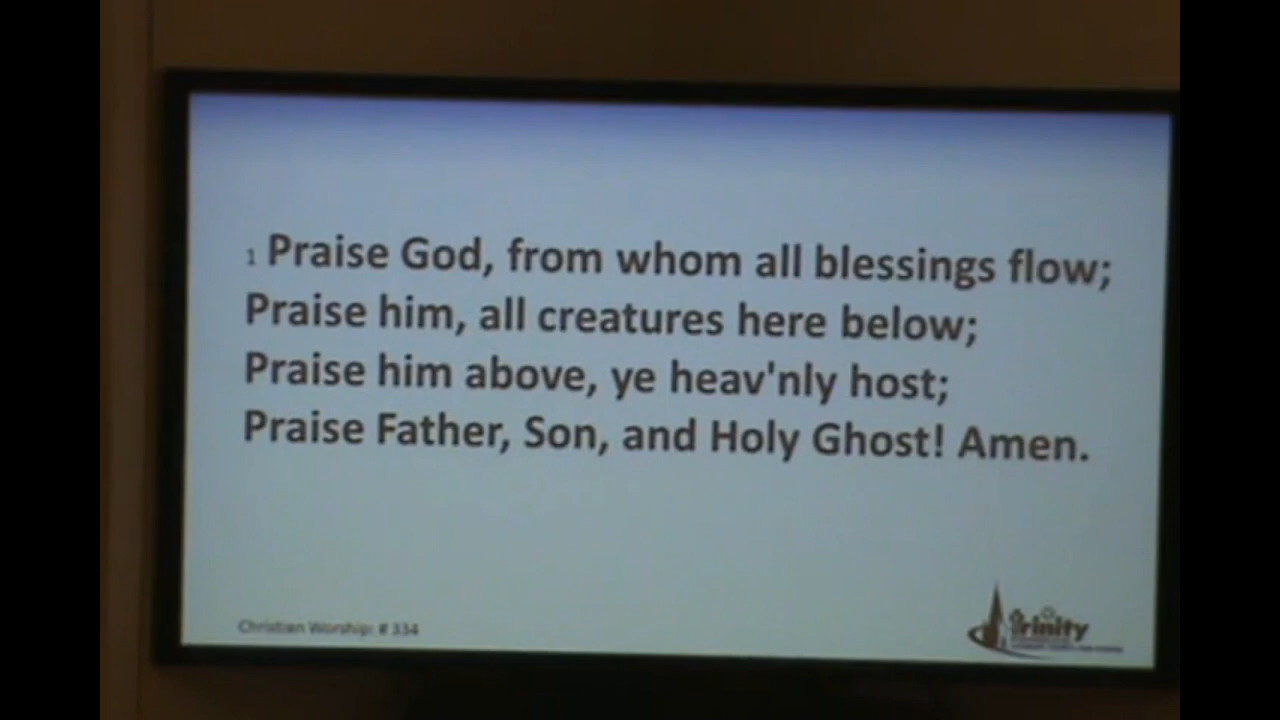 1 Praise God, from whom all blessings flow;
Praise him, all creatures here below;
Praise him above, ye heav'nly host;
Praise Father, Son, and Holy Ghost! Amen.
Christian Worship: # 334
Trinity